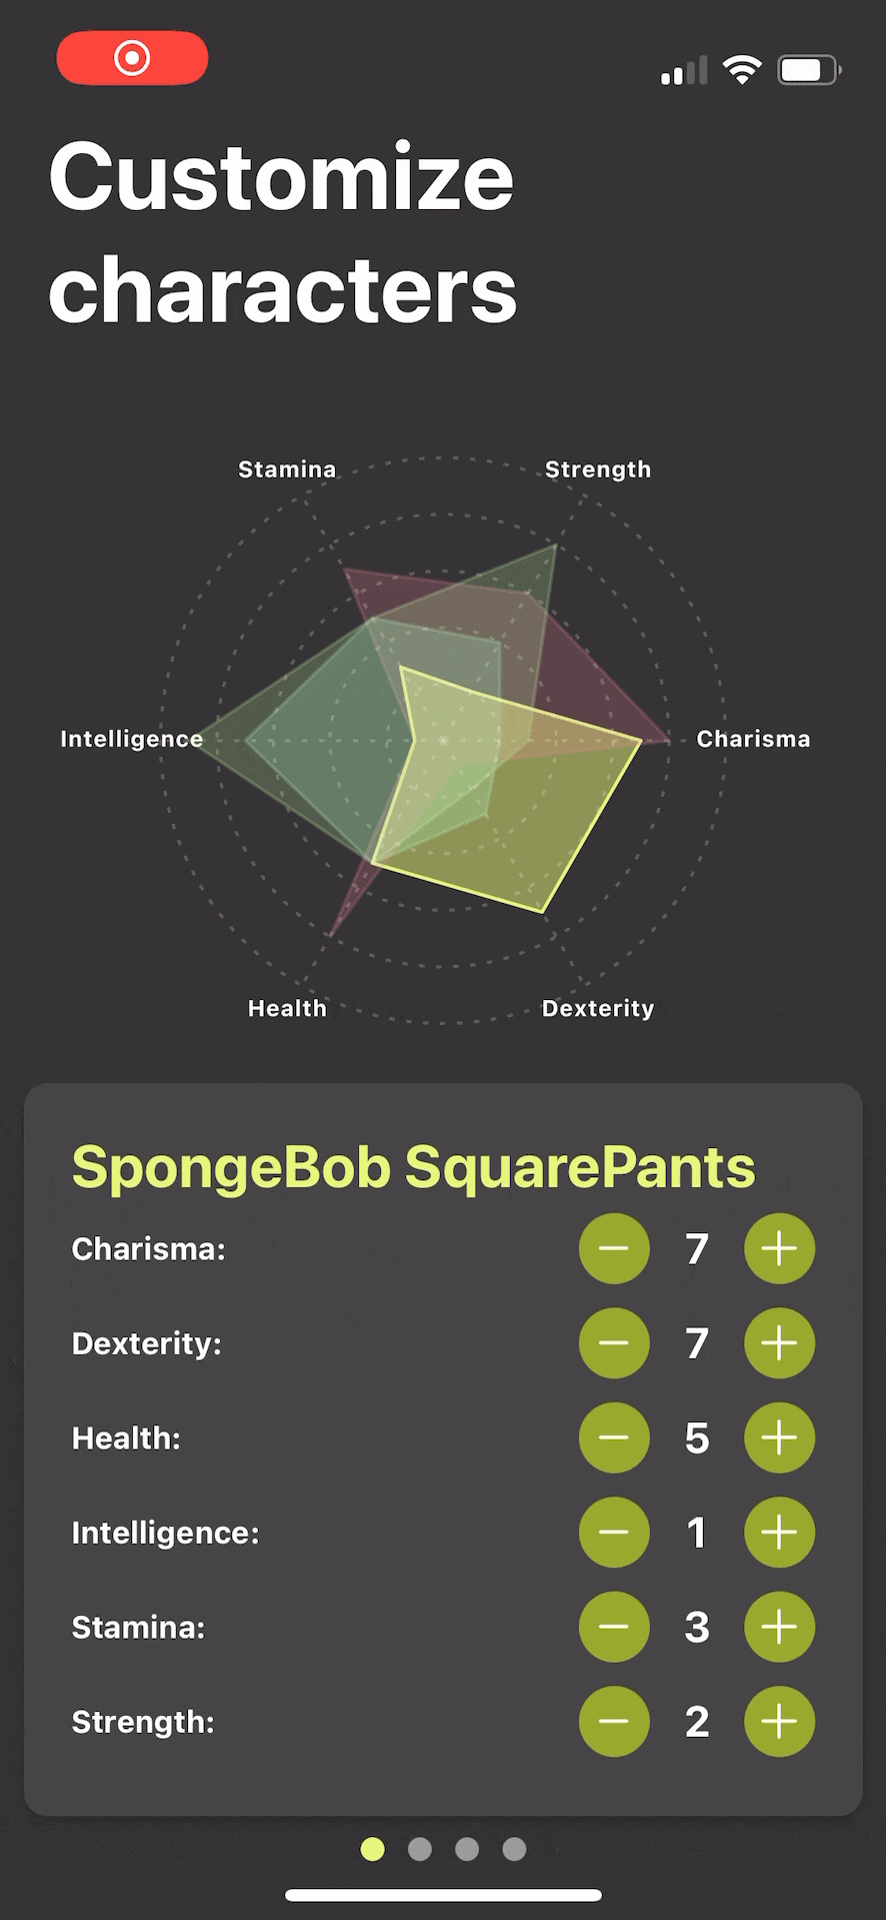 Customize
characters
Stamina
Strength
Intelligence
Charisma
Health
Dexterity
SpongeBob SquarePants
Charisma: 7
Dexterity: 7
Health: 5
Intelligence: 1
Stamina: 3
Strength: 2